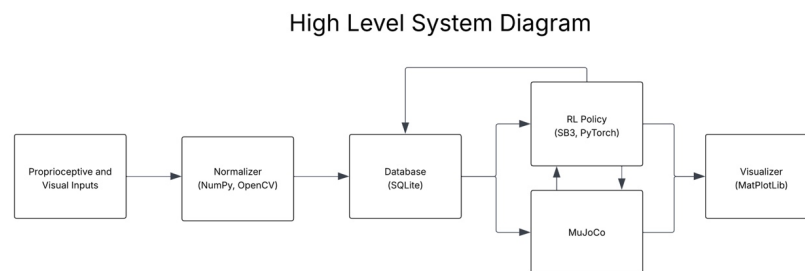 High Level System Diagram
Proprioceptive and
Visual Inputs
Normalizer
(NumPy, OpenCV)
Database
(SQLite)
RL Policy
(SB3, PyTorch)
MuJoCo
Visualizer
(MatPlotLib)